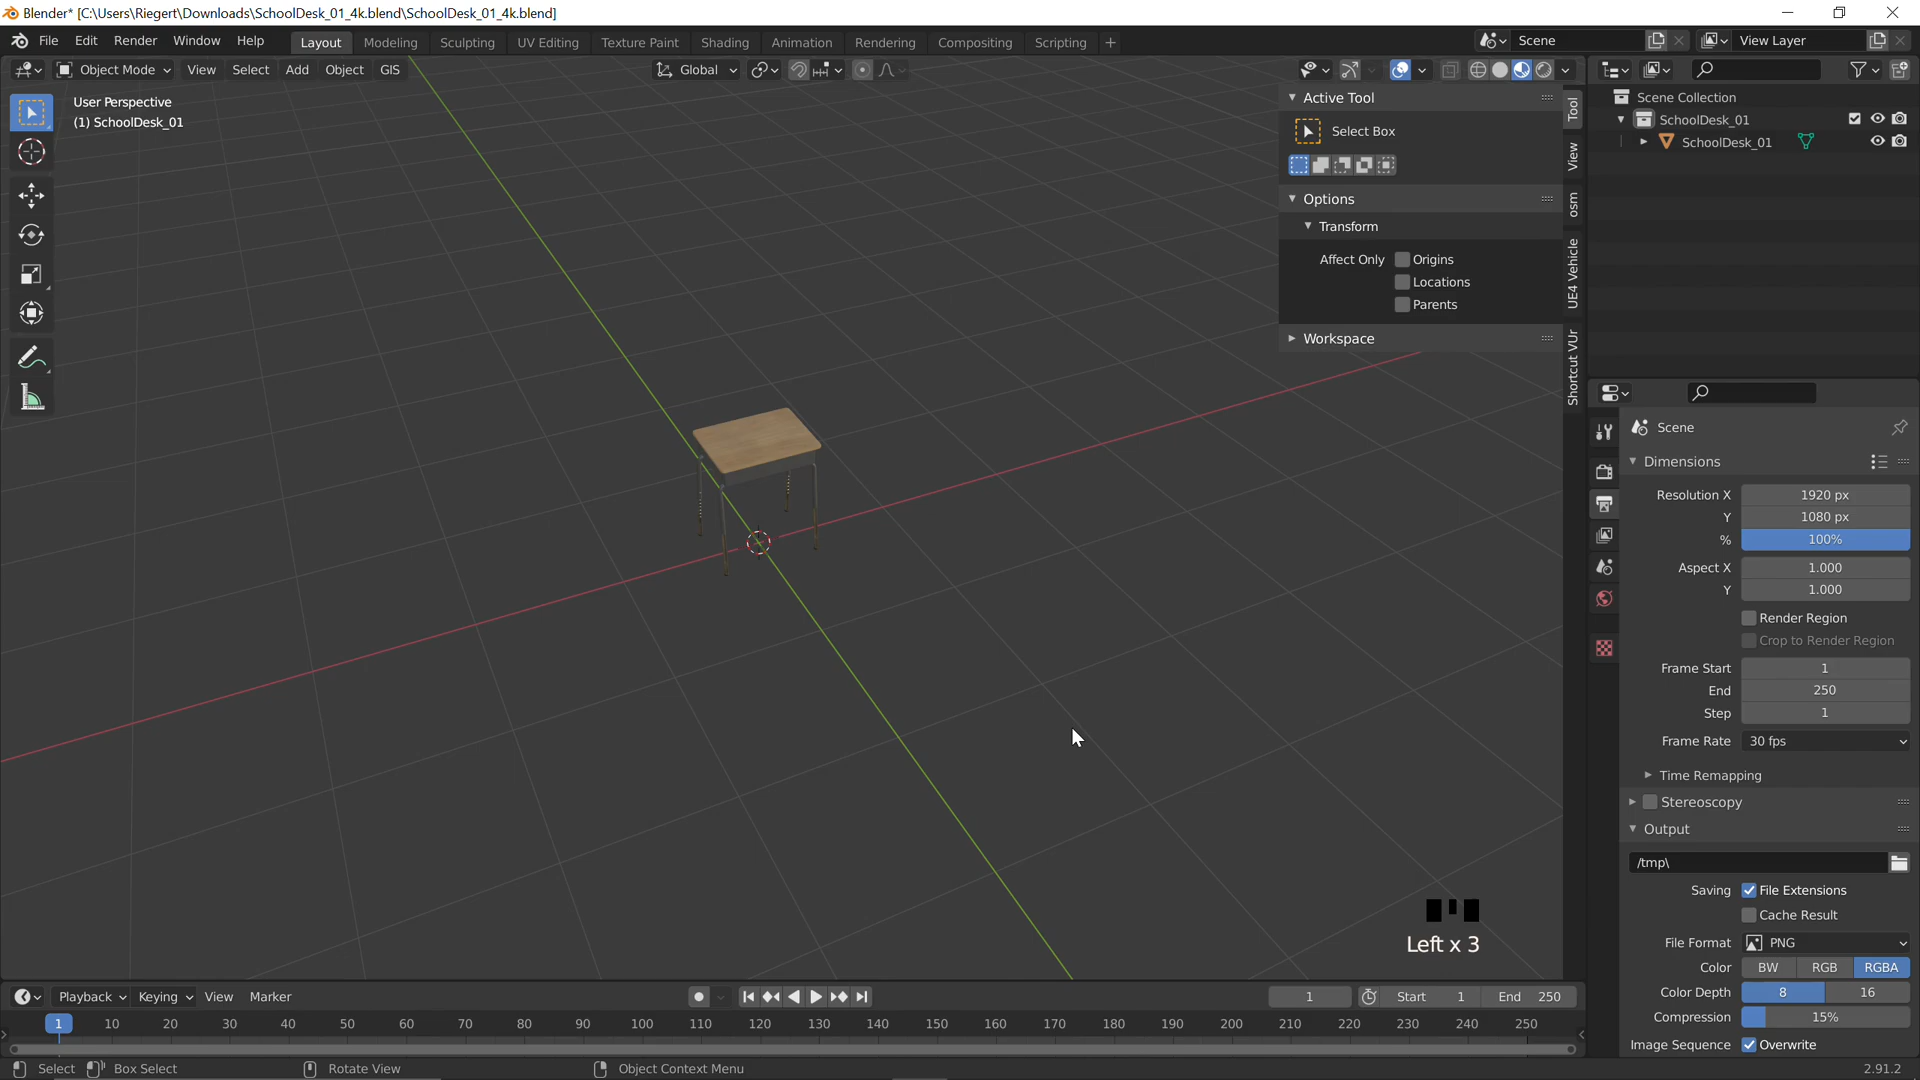 Blender* [C:\Users\Riegert\Downloads\SchoolDesk_01_4k.blend\SchoolDesk_01_4k.blend]
File Edit Render Window Help Layout Modeling Sculpting UV Editing Texture Paint Shading Animation Rendering Compositing Scripting + Scene View Layer
Object Mode View Select Add Object GIS Global
User Perspective
(1) SchoolDesk_01
Active Tool
Select Box
Options
Transform
Affect Only Origins
Locations
Parents
Workspace
Tool
View
osm
UE4 Vehicle
Shortcut VUr
Scene Collection
SchoolDesk_01
SchoolDesk_01
Scene
Dimensions
Resolution X 1920 px
Y 1080 px
% 100%
Aspect X 1.000
Y 1.000
Render Region
Crop to Render Region
Frame Start 1
End 250
Step 1
Frame Rate 30 fps
Time Remapping
Stereoscopy
Output
/tmp\
Saving File Extensions
Cache Result
File Format PNG
Color BW RGB RGBA
Color Depth 8 16
Compression 15%
Image Sequence Overwrite
Left x 3
Playback Keying View Marker 1 Start 1 End 250
1 10 20 30 40 50 60 70 80 90 100 110 120 130 140 150 160 170 180 190 200 210 220 230 240 250
Select Box Select Rotate View Object Context Menu 2.91.2